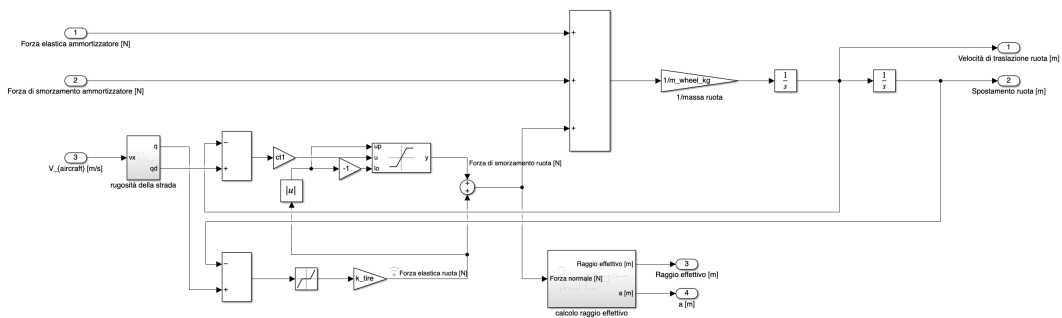 +
1
Forza elastica ammortizzatore [N]
1
Velocità di traslazione ruota [m]
2
Forza di smorzamento ammortizzatore [N]
+
1/m_wheel_kg
1/massa ruota
1
s
1
s
2
Spostamento ruota [m]
+
3
V_{aircraft} [m/s]
vx
q
qd
rugosità della strada
−
+
ct1
-1
up
u
lo
y
Forza di smorzamento ruota [N]
|u|
+
+
−
+
k_tire
Forza elastica ruota [N]
Forza normale [N]
Raggio effettivo [m]
a [m]
calcolo raggio effettivo
3
Raggio effettivo [m]
4
a [m]